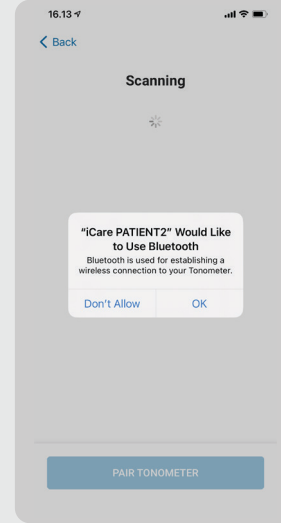 16.13
Back
Scanning
“iCare PATIENT2” Would Like
to Use Bluetooth
Bluetooth is used for establishing a
wireless connection to your Tonometer.
Don't Allow
OK
PAIR TONOMETER